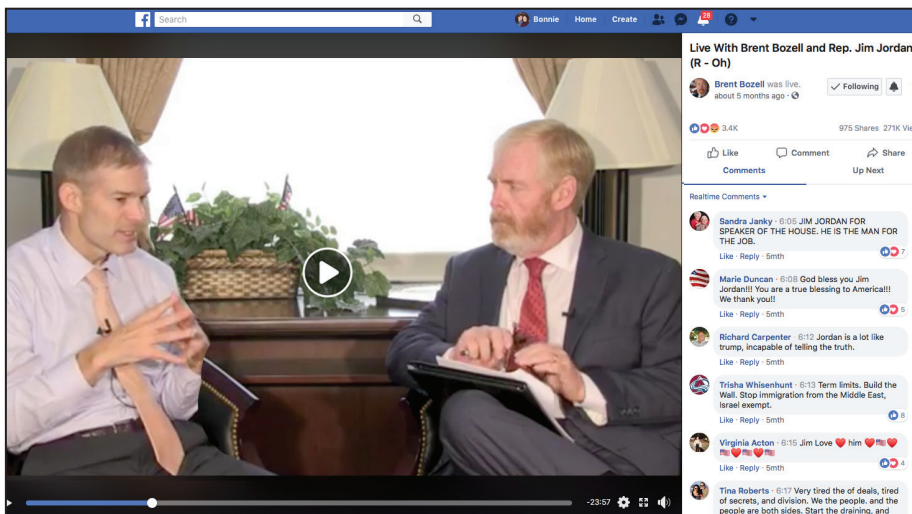 f Search
Bonnie Home Create 28
Live With Brent Bozell and Rep. Jim Jordan
(R - Oh)
Brent Bozell was live.
about 5 months ago ·
Following
3.4K 975 Shares 271K Vie
Like Comment Share
Comments Up Next
Realtime Comments
Sandra Janky · 6:05 JIM JORDAN FOR
SPEAKER OF THE HOUSE. HE IS THE MAN FOR
THE JOB.
7
Like · Reply · 5mth
Marie Duncan · 6:08 God bless you Jim
Jordan!!! You are a true blessing to America!!!
We thank you!!
5
Like · Reply · 5mth
Richard Carpenter · 6:12 Jordan is a lot like
trump, incapable of telling the truth.
Like · Reply · 5mth
Trisha Whisenhunt · 6:13 Term limits. Build the
Wall. Stop immigration from the Middle East,
Israel exempt.
8
Like · Reply · 5mth
Virginia Acton · 6:15 Jim Love ❤️ him ❤️🇺🇸❤️
🇺🇸❤️🇺🇸❤️🇺🇸
4
Like · Reply · 5mth
Tina Roberts · 6:17 Very tired the of deals, tired
of secrets, and division. We the people. and the
people are both sides. Start the draining, and
-23:57